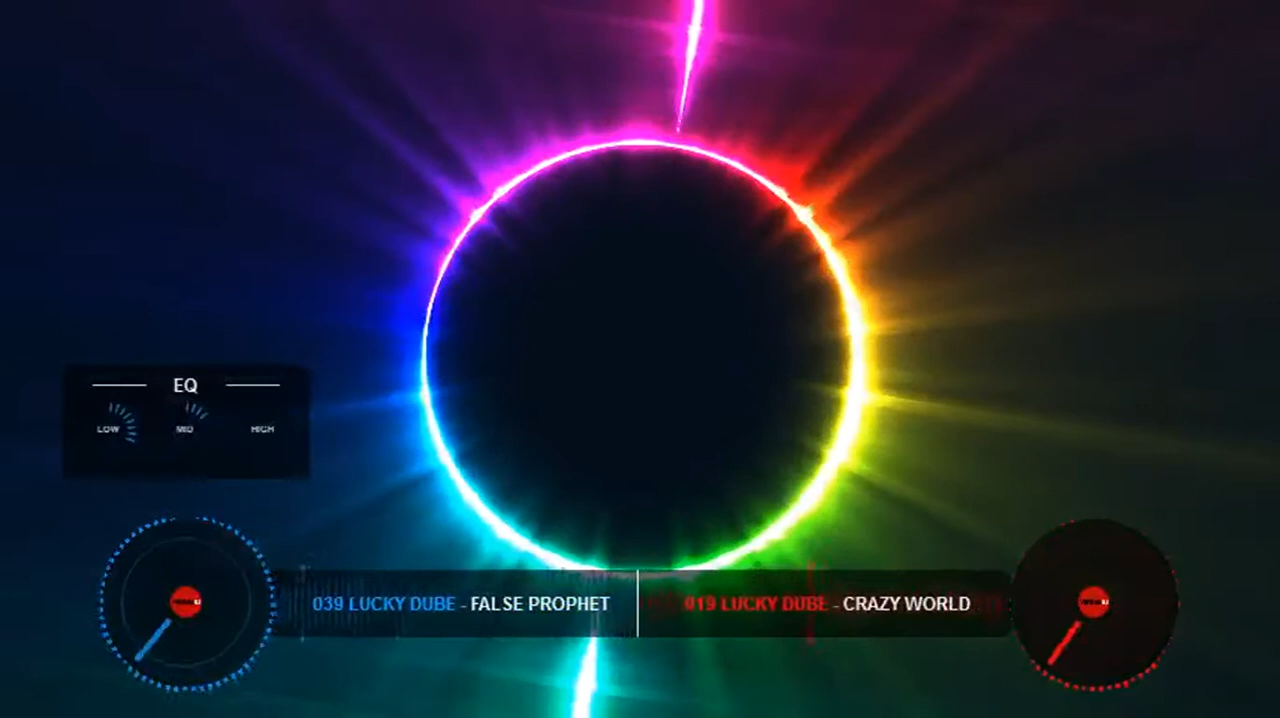 EQ
LOW MID HIGH
039 LUCKY DUBE - FALSE PROPHET
019 LUCKY DUBE - CRAZY WORLD